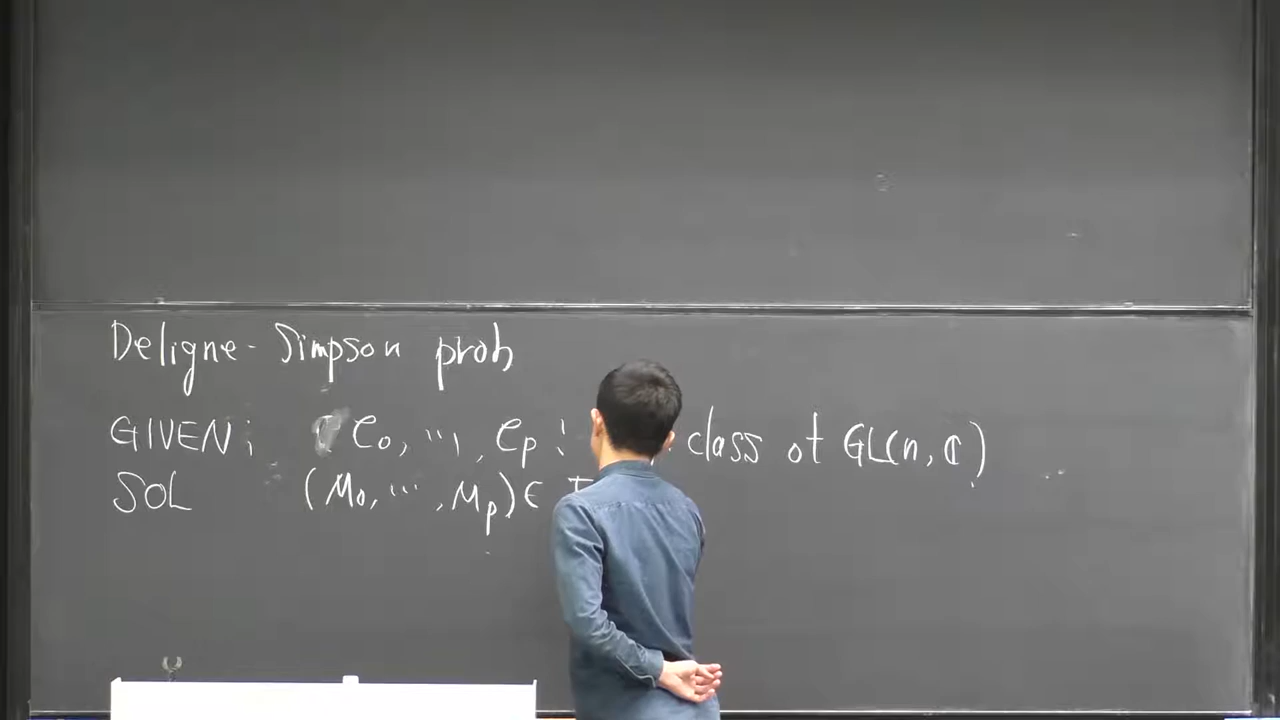 Deligne-Simpson prob
GIVEN; C₀, ..., Cₚ: class of GL(n, ℂ)
SOL (M₀, ..., Mₚ) ∈